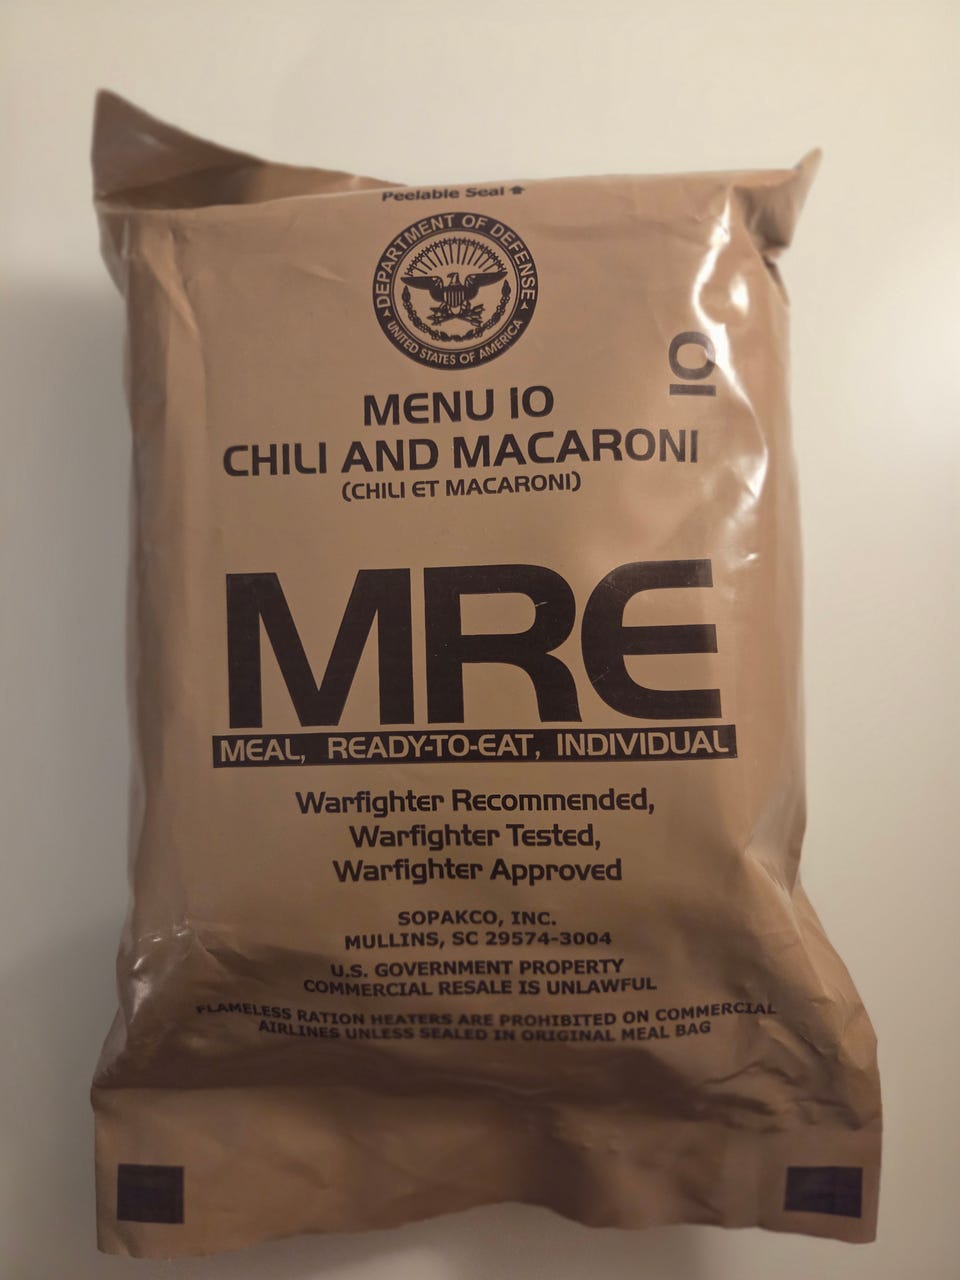 Peelable Seal
DEPARTMENT OF DEFENSE
UNITED STATES OF AMERICA
10
MENU 10
CHILI AND MACARONI
(CHILI ET MACARONI)
MRE
MEAL, READY-TO-EAT, INDIVIDUAL
Warfighter Recommended,
Warfighter Tested,
Warfighter Approved
SOPAKCO, INC.
MULLINS, SC 29574-3004
U.S. GOVERNMENT PROPERTY
COMMERCIAL RESALE IS UNLAWFUL
FLAMELESS RATION HEATERS ARE PROHIBITED ON COMMERCIAL
AIRLINES UNLESS SEALED IN ORIGINAL MEAL BAG